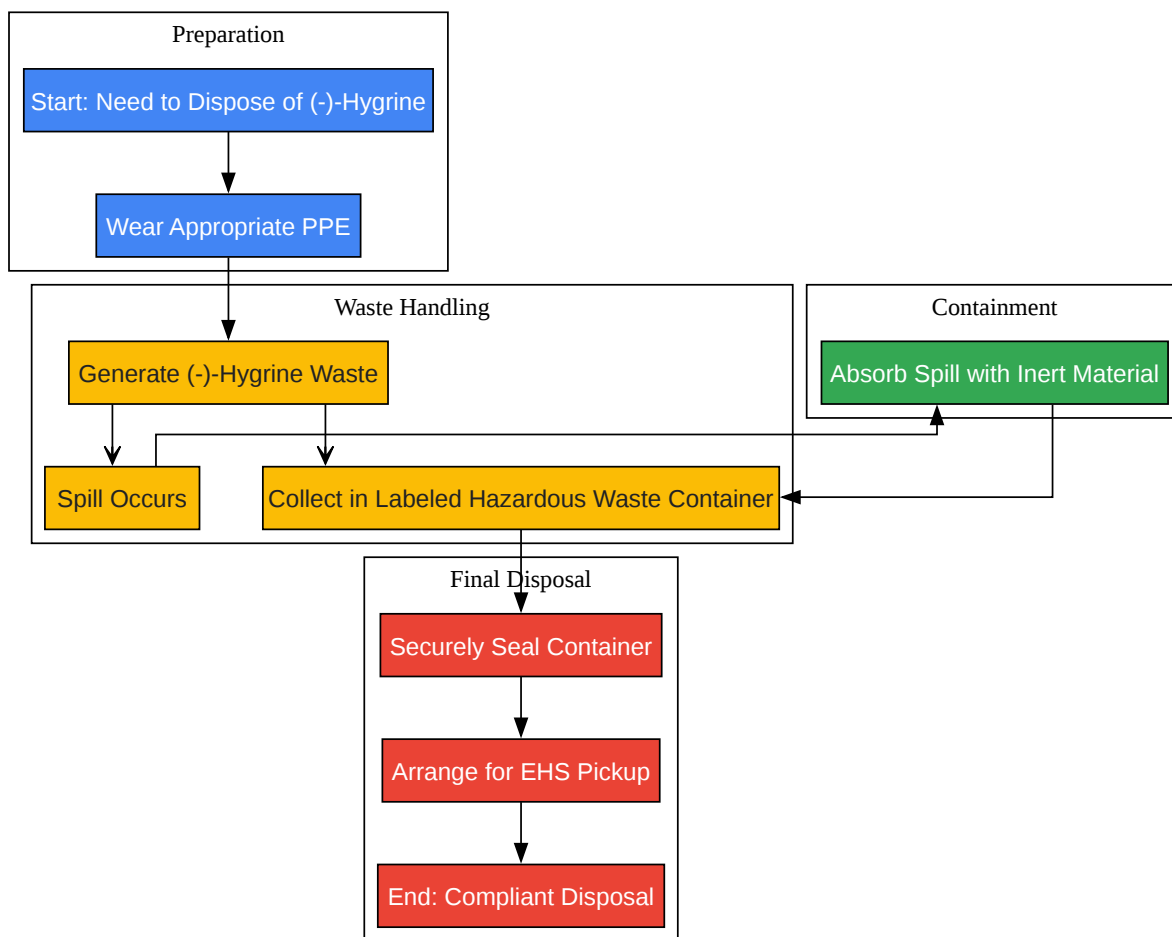 Preparation
Start: Need to Dispose of (-)-Hygrine
Wear Appropriate PPE
Waste Handling
Containment
Generate (-)-Hygrine Waste
Absorb Spill with Inert Material
Spill Occurs
Collect in Labeled Hazardous Waste Container
Final Disposal
Securely Seal Container
Arrange for EHS Pickup
End: Compliant Disposal